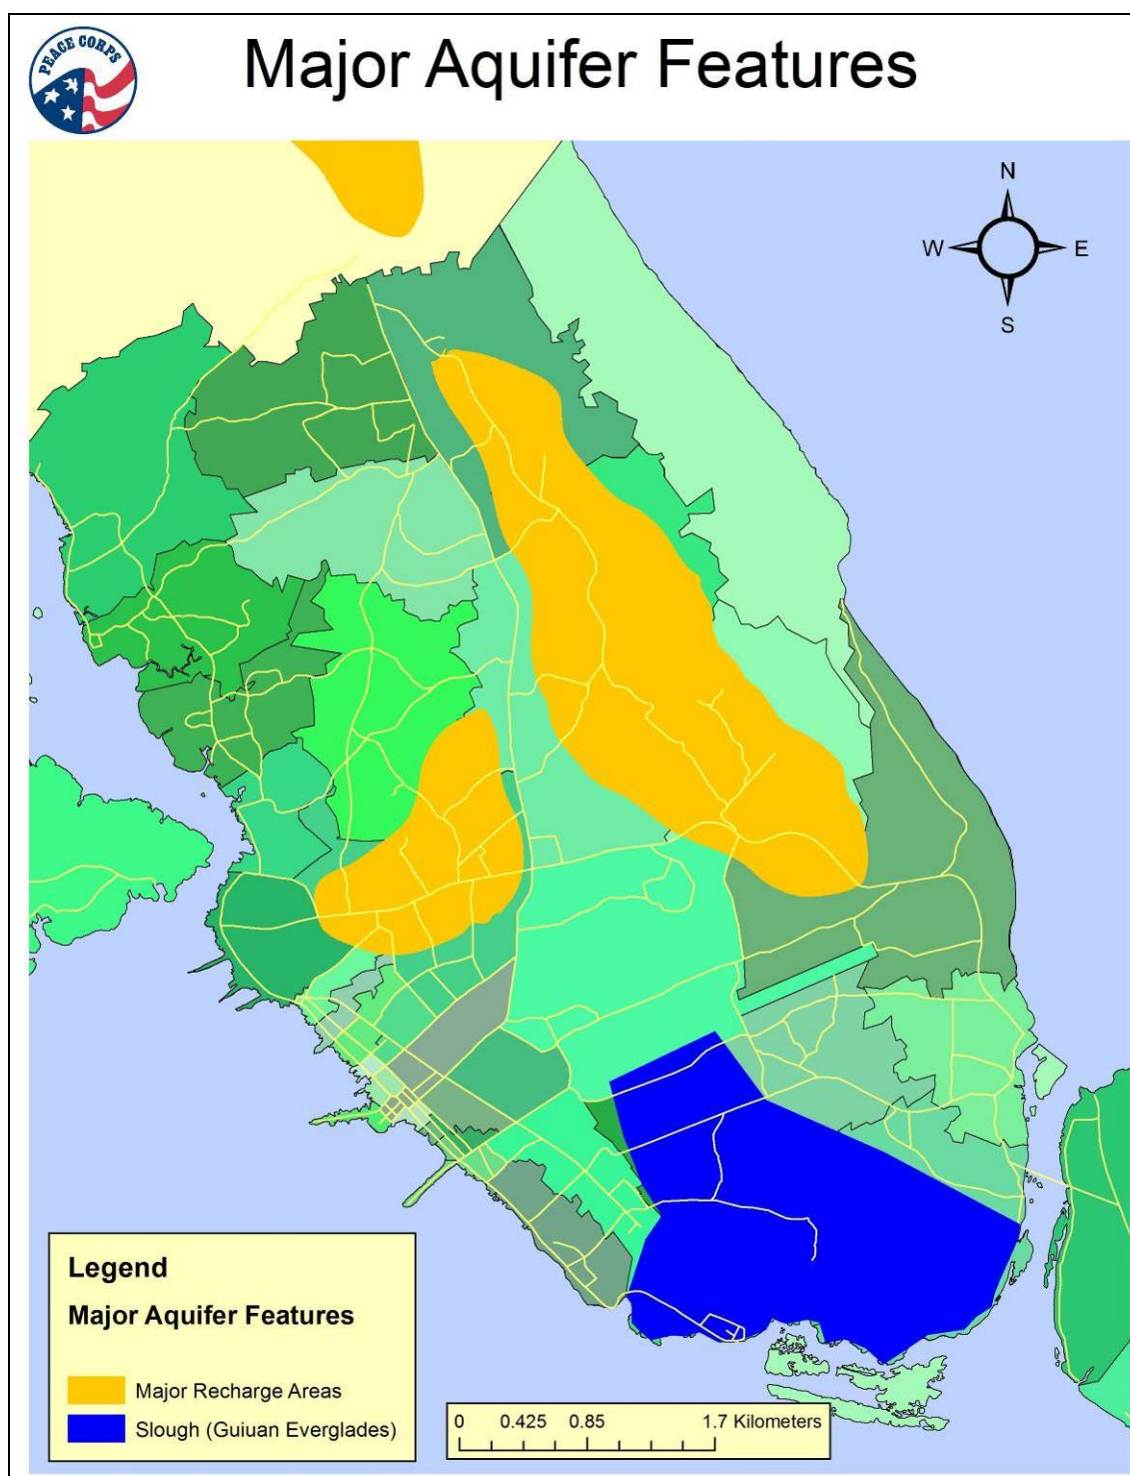 PEACE CORPS
Major Aquifer Features
N
W E
S
Legend
Major Aquifer Features
Major Recharge Areas
Slough (Guiuan Everglades)
0 0.425 0.85 1.7 Kilometers